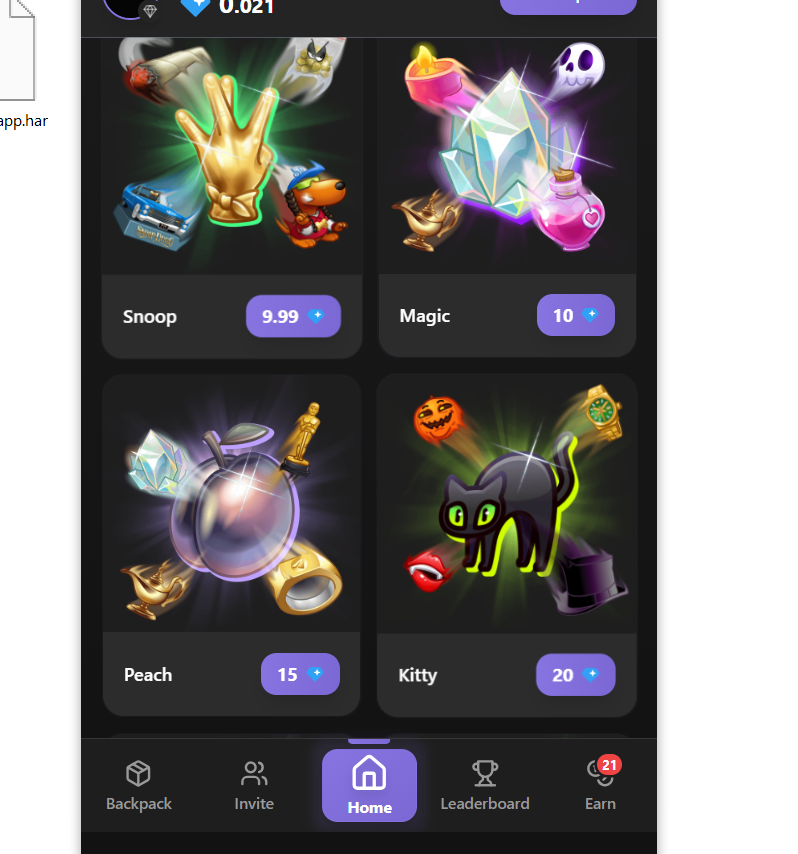 0.021
app.har
Snoop
9.99
Magic
10
Peach
15
Kitty
20
21
Backpack
Invite
Home
Leaderboard
Earn